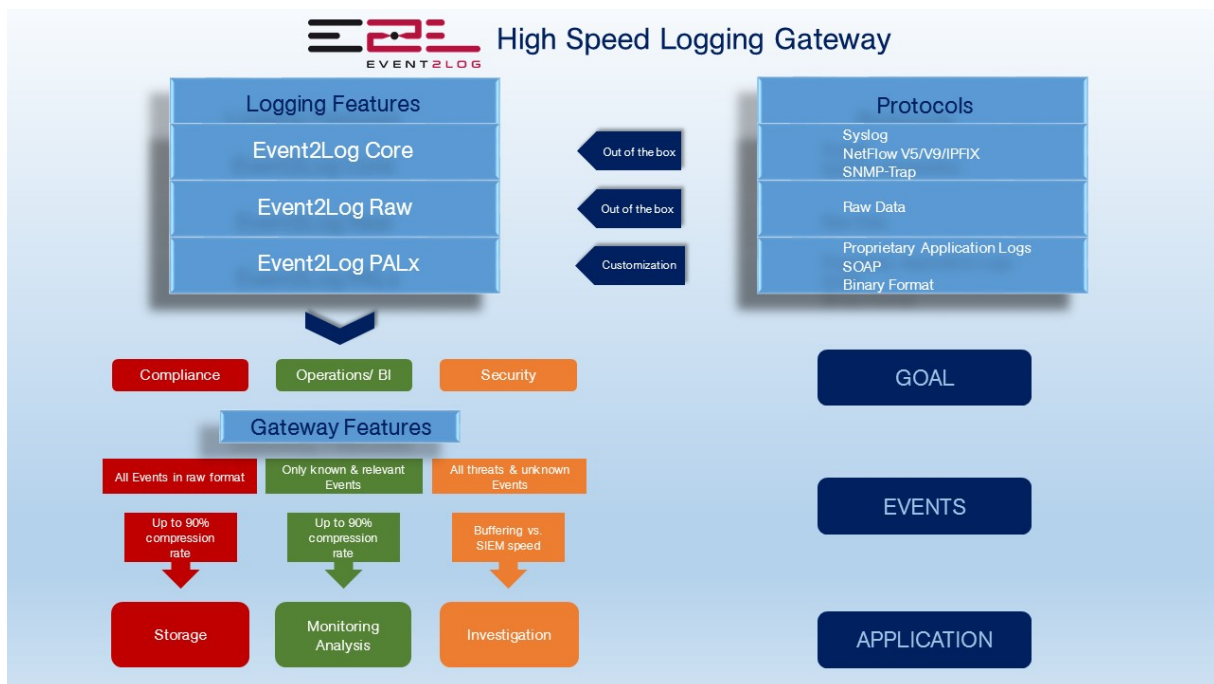 E2L
EVENT2LOG
High Speed Logging Gateway
Logging Features
Event2Log Core
Event2Log Raw
Event2Log PALx
Out of the box
Out of the box
Customization
Protocols
Syslog
NetFlow V5/V9/IPFIX
SNMP-Trap
Raw Data
Proprietary Application Logs
SOAP
Binary Format
Compliance
Operations/ BI
Security
GOAL
Gateway Features
All Events in raw format
Only known & relevant
Events
All threats & unknown
Events
EVENTS
Up to 90%
compression
rate
Up to 90%
compression
rate
Buffering vs.
SIEM speed
Storage
Monitoring
Analysis
Investigation
APPLICATION